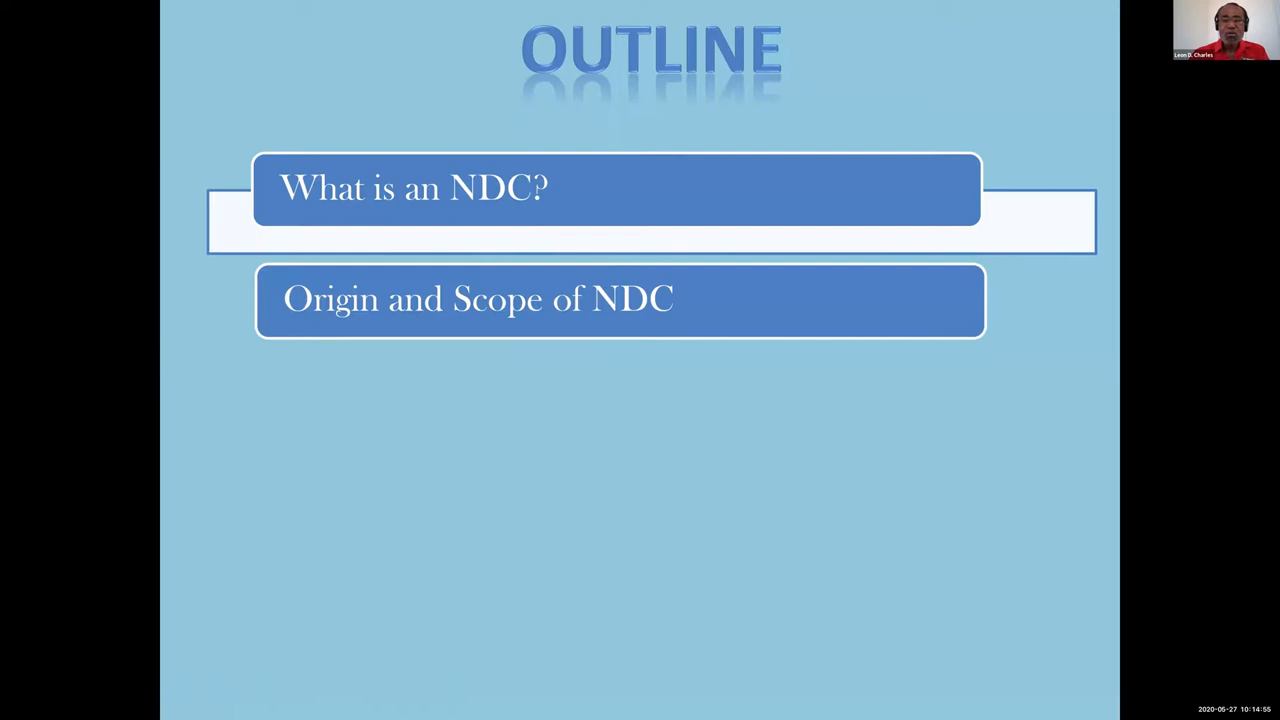 OUTLINE
Leon D. Charles
What is an NDC?
Origin and Scope of NDC
2020-05-27 10:14:55